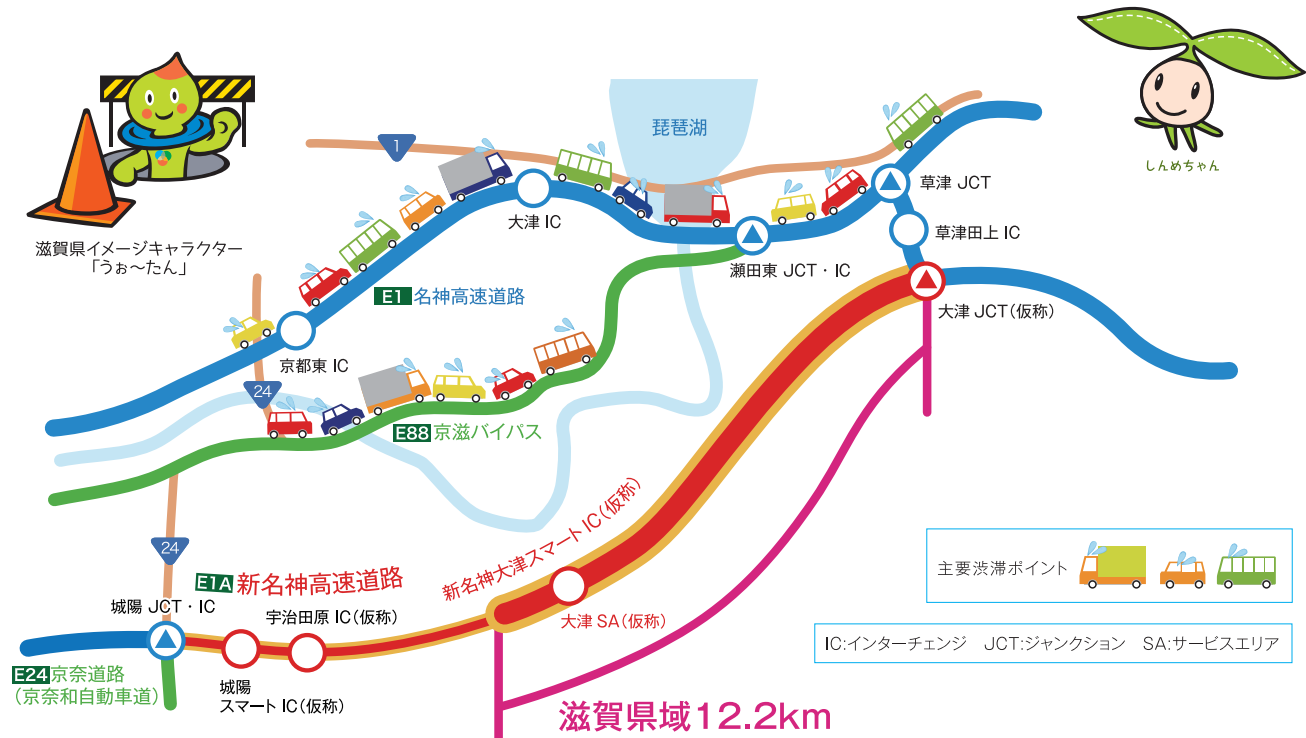 滋賀県イメージキャラクター
「うぉ～たん」
しんめちゃん
琵琶湖
1
大津 IC
草津 JCT
草津田上 IC
瀬田東 JCT・IC
大津 JCT(仮称)
E1 名神高速道路
京都東 IC
24
E88 京滋バイパス
24
E1A 新名神高速道路
新名神大津スマートIC(仮称)
大津 SA(仮称)
城陽 JCT・IC
宇治田原 IC(仮称)
城陽
スマート IC(仮称)
E24 京奈道路
(京奈和自動車道)
滋賀県域12.2km
主要渋滞ポイント
IC:インターチェンジ JCT:ジャンクション SA:サービスエリア